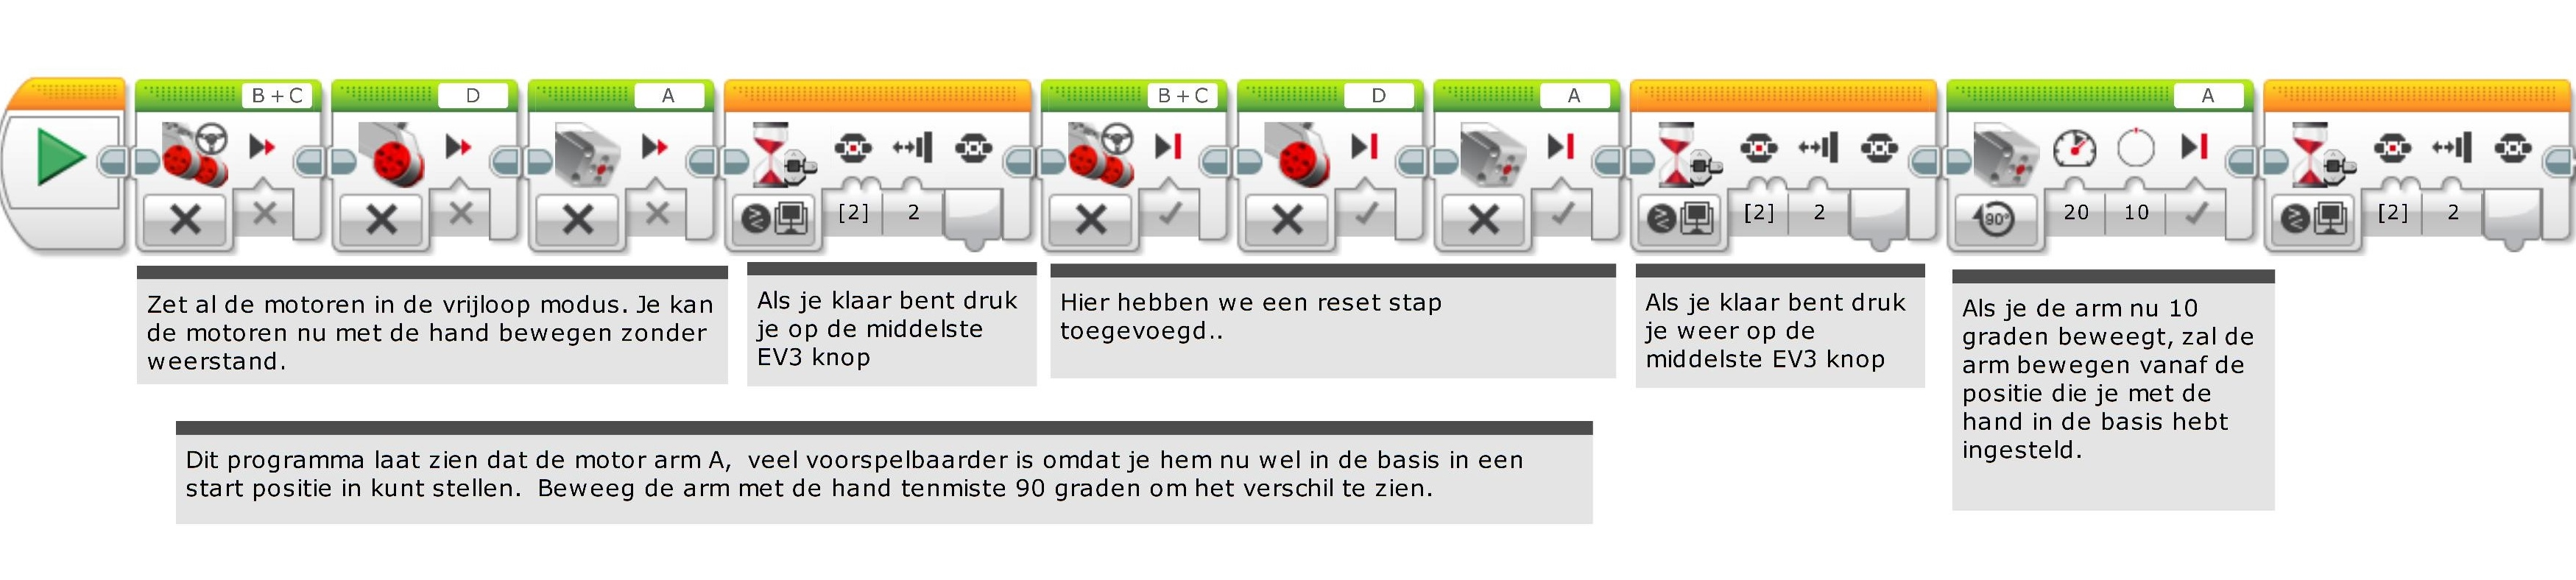 B + C
D
A
B + C
D
A
A
[2] 2
[2] 2
90°
20 10
[2] 2
Zet al de motoren in de vrijloop modus. Je kan
de motoren nu met de hand bewegen zonder
weerstand.
Als je klaar bent druk
je op de middelste
EV3 knop
Hier hebben we een reset stap
toegevoegd..
Als je klaar bent druk
je weer op de
middelste EV3 knop
Als je de arm nu 10
graden beweegt, zal de
arm bewegen vanaf de
positie die je met de
hand in de basis hebt
ingesteld.
Dit programma laat zien dat de motor arm A,  veel voorspelbaarder is omdat je hem nu wel in de basis in een
start positie in kunt stellen.  Beweeg de arm met de hand tenmiste 90 graden om het verschil te zien.